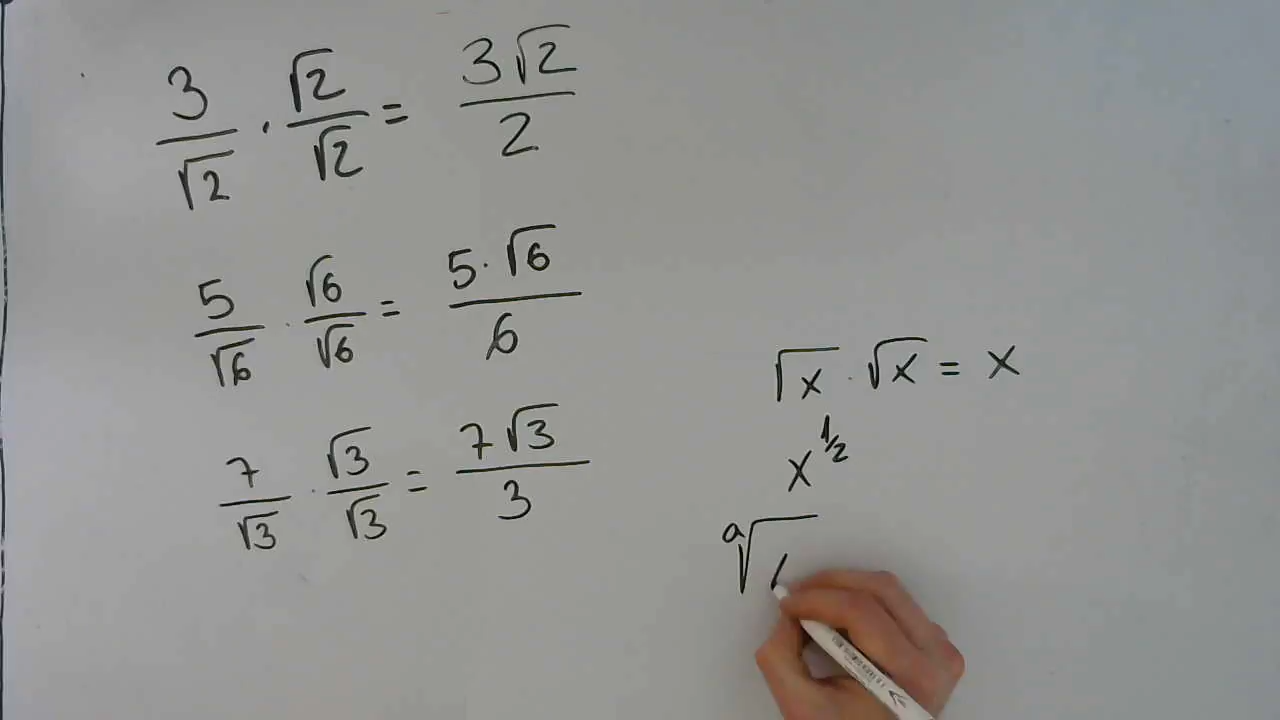 3/√2 · √2/√2 = 3√2/2
5/√6 · √6/√6 = 5·√6/6
7/√3 · √3/√3 = 7√3/3
√x · √x = x
x^1/2
a√